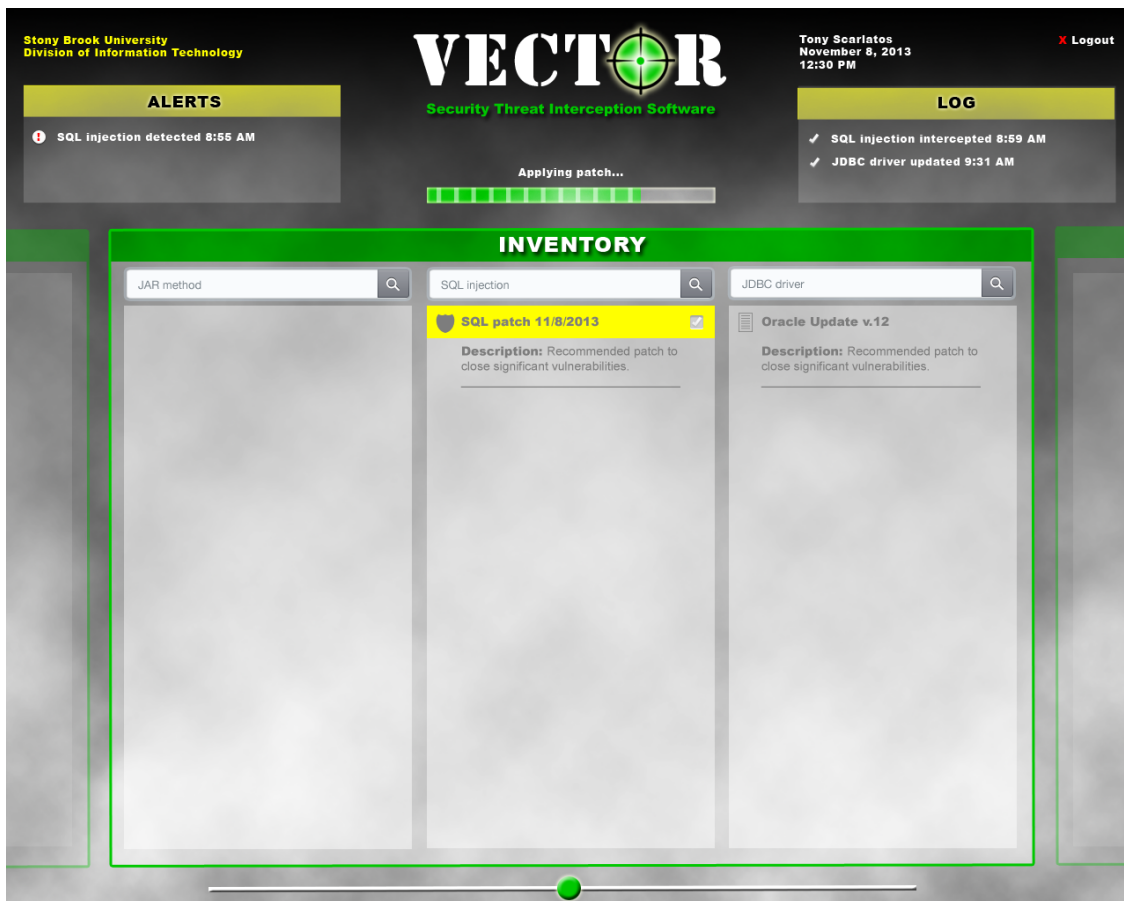 Stony Brook University
Division of Information Technology
VECTOR
Security Threat Interception Software
Tony Scarlatos
November 8, 2013
12:30 PM
X Logout
ALERTS
SQL injection detected 8:55 AM
LOG
SQL injection intercepted 8:59 AM
JDBC driver updated 9:31 AM
Applying patch...
INVENTORY
JAR method
SQL injection
SQL patch 11/8/2013
Description: Recommended patch to
close significant vulnerabilities.
JDBC driver
Oracle Update v.12
Description: Recommended patch to
close significant vulnerabilities.